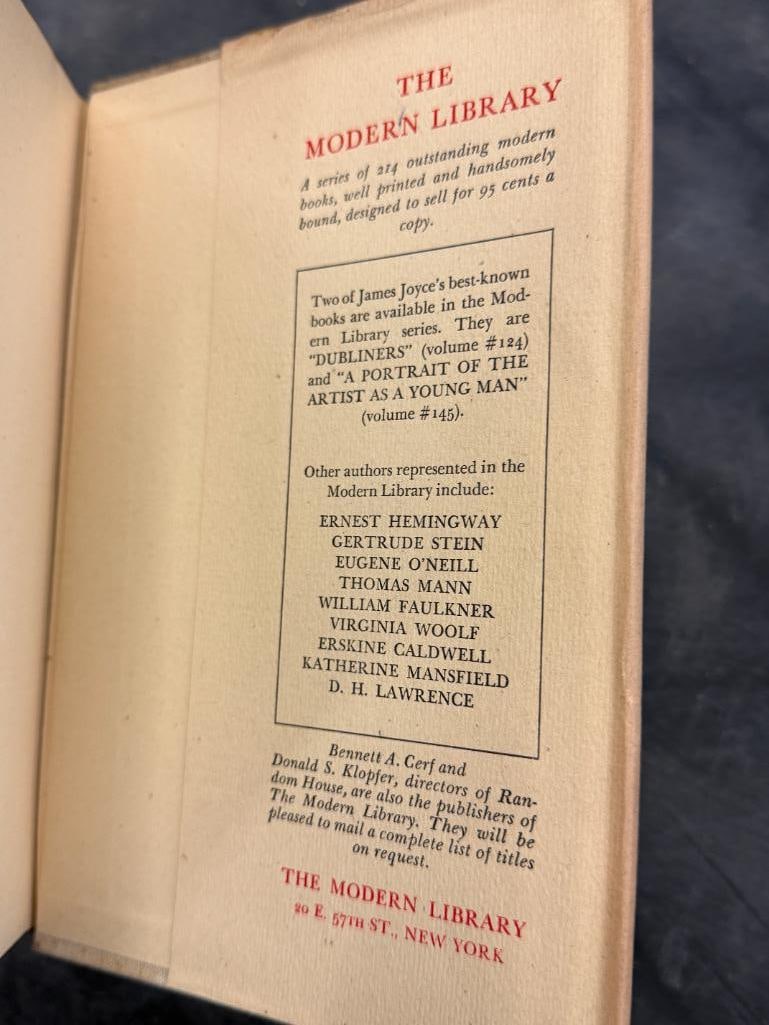 THE
MODERN LIBRARY
A series of 214 outstanding modern
books, well printed and handsomely
bound, designed to sell for 95 cents a
copy.
Two of James Joyce's best-known
books are available in the Mod-
ern Library series. They are
"DUBLINERS" (volume #124)
and "A PORTRAIT OF THE
ARTIST AS A YOUNG MAN"
(volume #145).
Other authors represented in the
Modern Library include:
ERNEST HEMINGWAY
GERTRUDE STEIN
EUGENE O'NEILL
THOMAS MANN
WILLIAM FAULKNER
VIRGINIA WOOLF
ERSKINE CALDWELL
KATHERINE MANSFIELD
D. H. LAWRENCE
Bennett A. Cerf and
Donald S. Klopfer, directors of Ran-
dom House, are also the publishers of
The Modern Library. They will be
pleased to mail a complete list of titles
on request.
THE MODERN LIBRARY
20 E. 57TH ST., NEW YORK